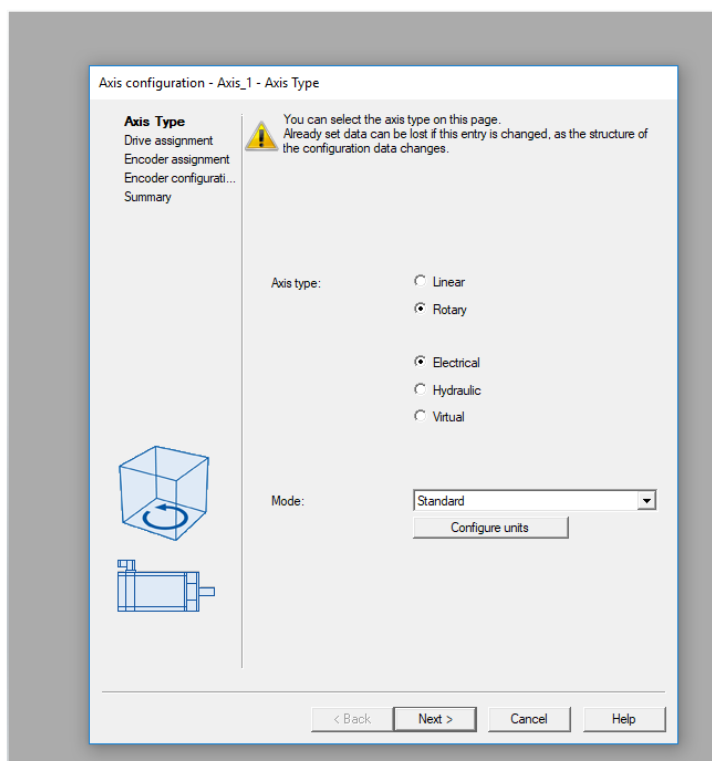 Axis configuration - Axis_1 - Axis Type
Axis Type
Drive assignment
Encoder assignment
Encoder configurati...
Summary
You can select the axis type on this page.
Already set data can be lost if this entry is changed, as the structure of
the configuration data changes.
Axis type:
Linear
Rotary
Electrical
Hydraulic
Virtual
Mode:
Standard
Configure units
< Back
Next >
Cancel
Help